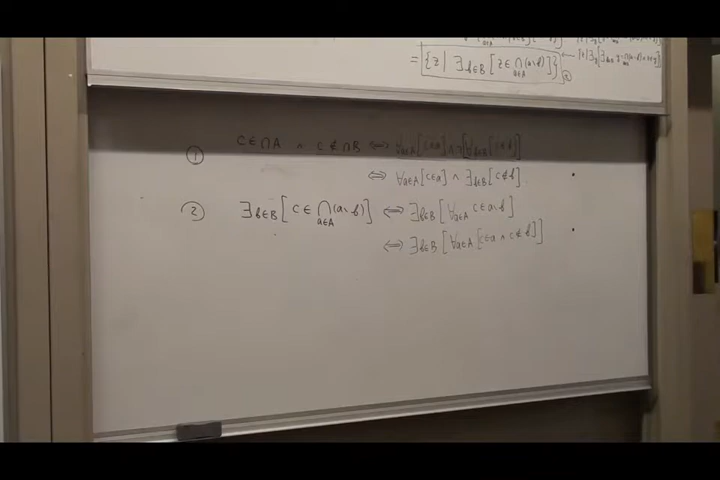 = {z | ∃b∈B [z ∈ ⋂a∈A (a∖b)]}
① C∈⋂A ∧ C∉⋂B ⟺ ∀a∈A[C∈a] ∧ ¬[∀b∈B[C∈b]]
⟺ ∀a∈A[C∈a] ∧ ∃b∈B[C∉b].
② ∃b∈B[C∈⋂a∈A(a∖b)] ⟺ ∃b∈B[∀a∈A C∈a∖b]
⟺ ∃b∈B[∀a∈A[C∈a ∧ C∉b]]